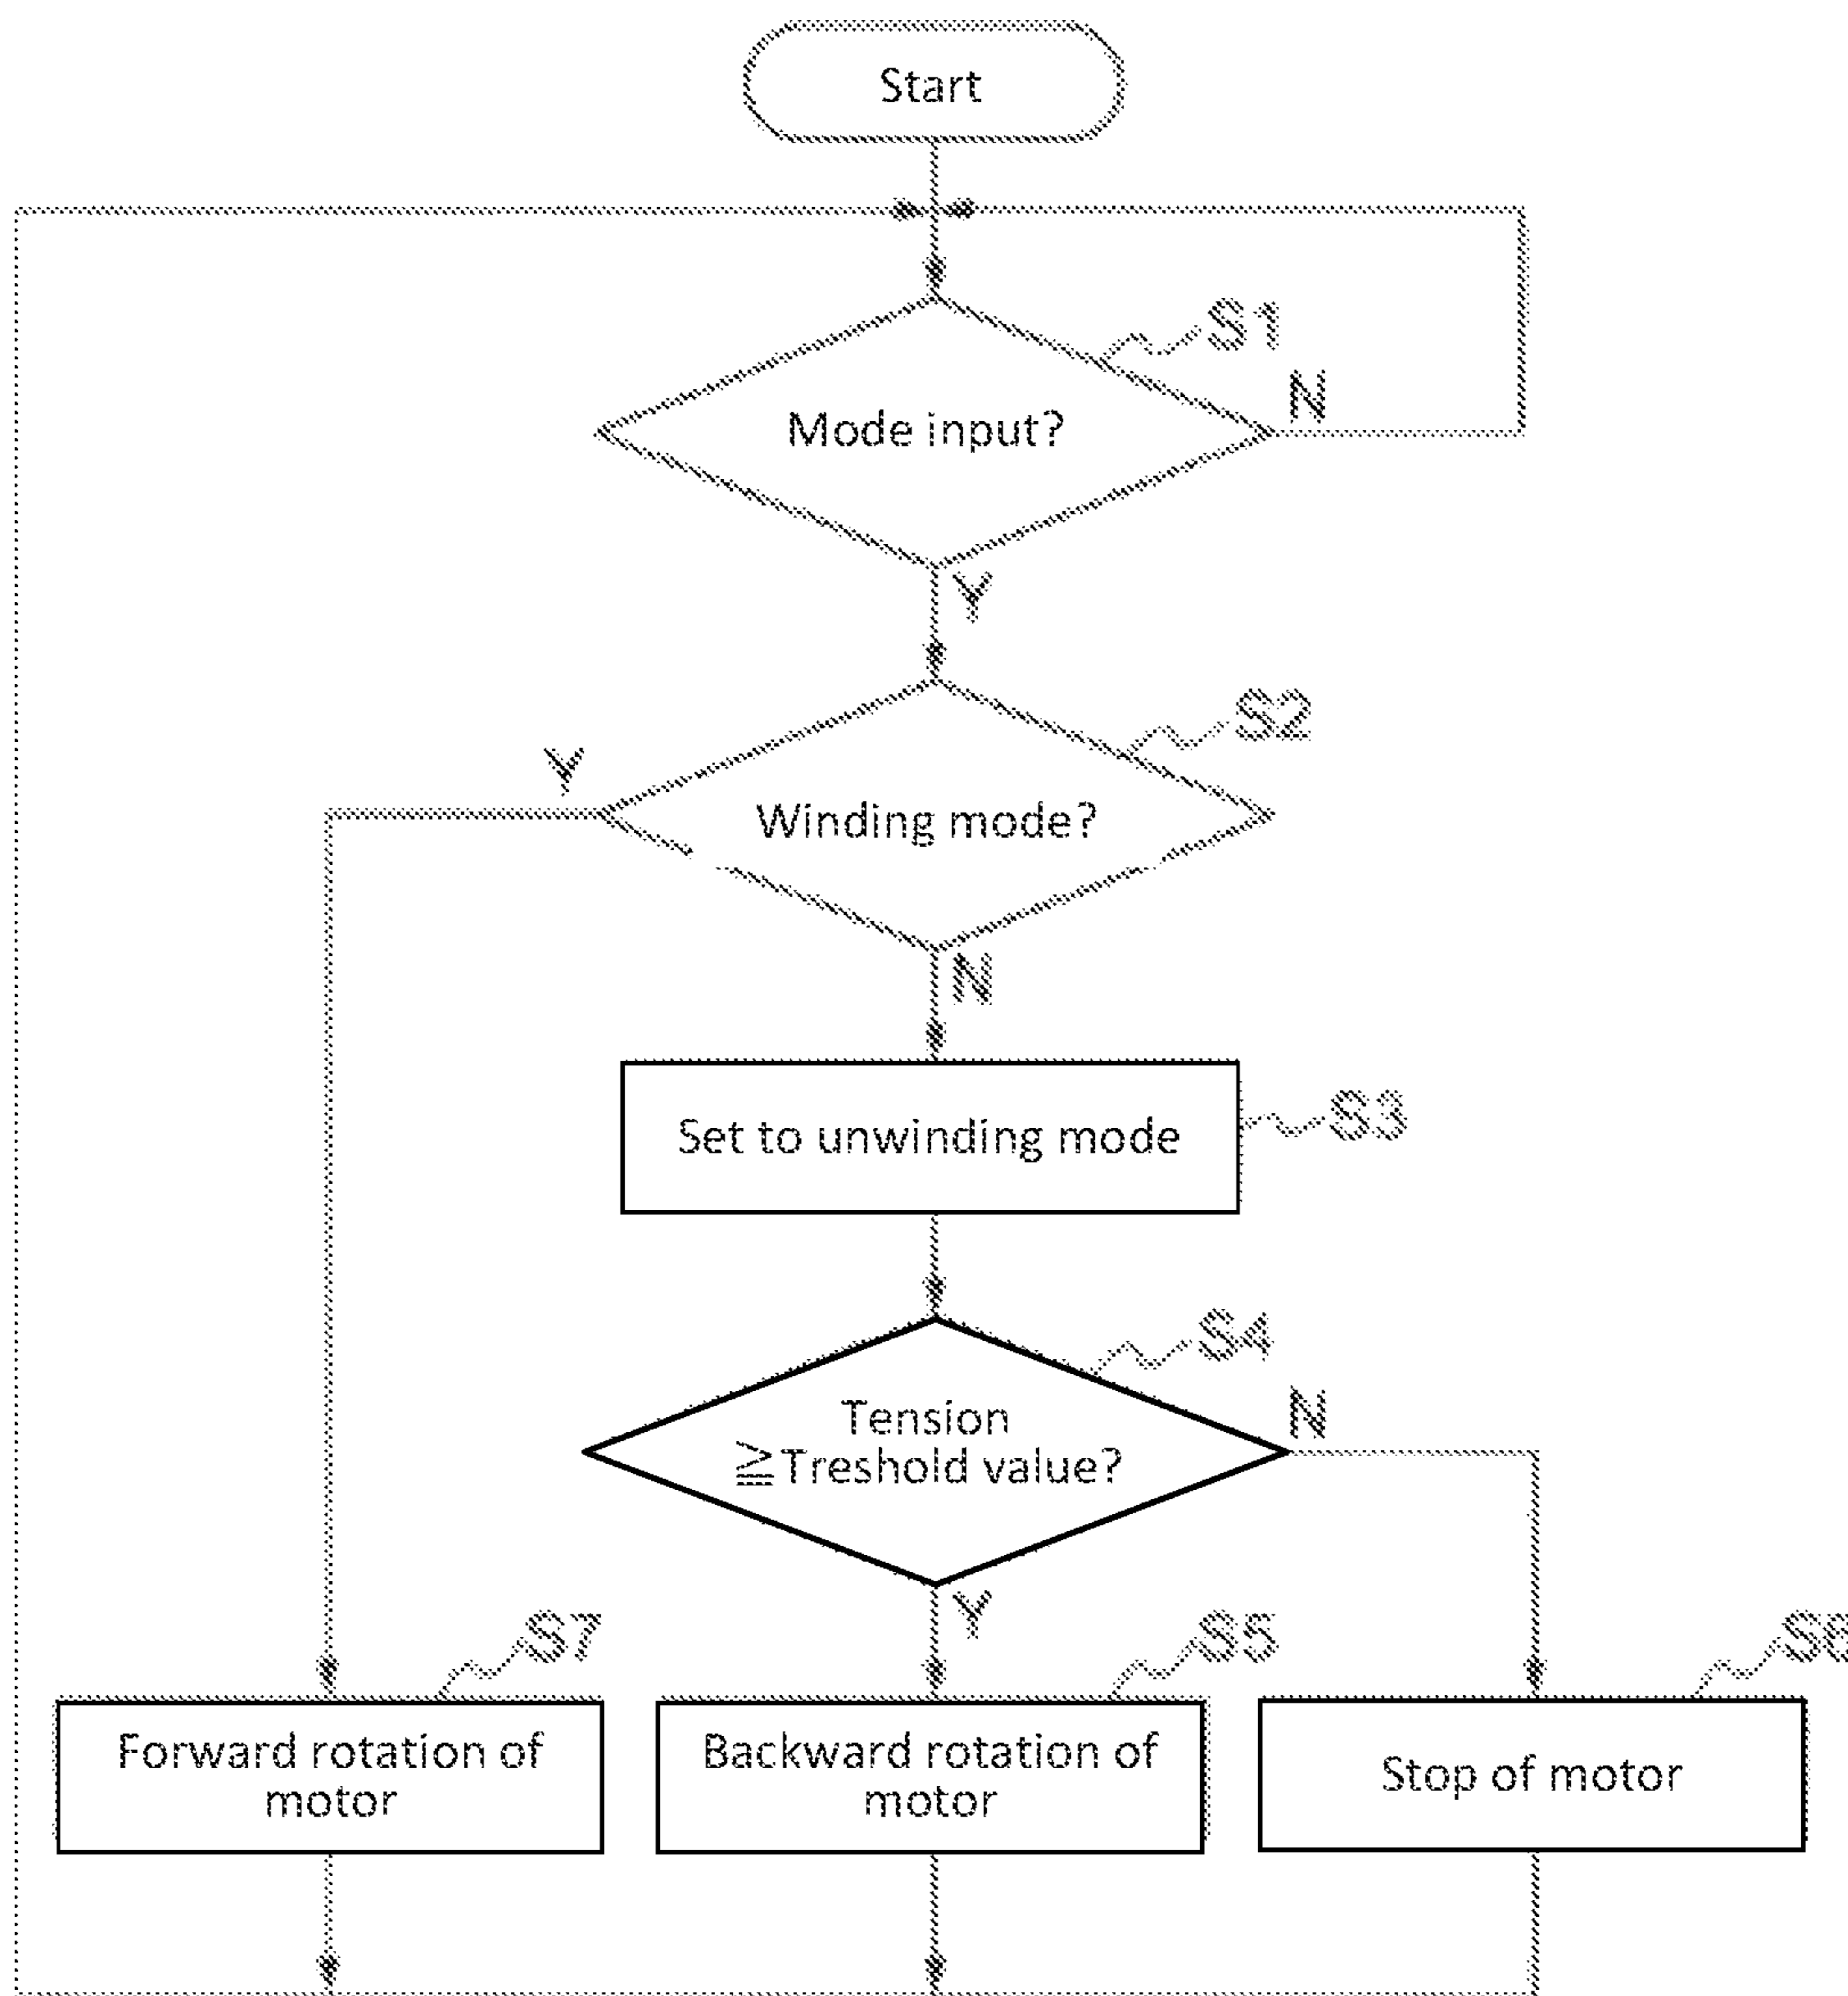 Start
S1
N
Mode input?
Y
S2
Y
Winding mode?
N
Set to unwinding mode
S3
S4
N
Tension
≧Treshold value?
Y
S7
S5
S6
Forward rotation of
motor
Backward rotation of
motor
Stop of motor